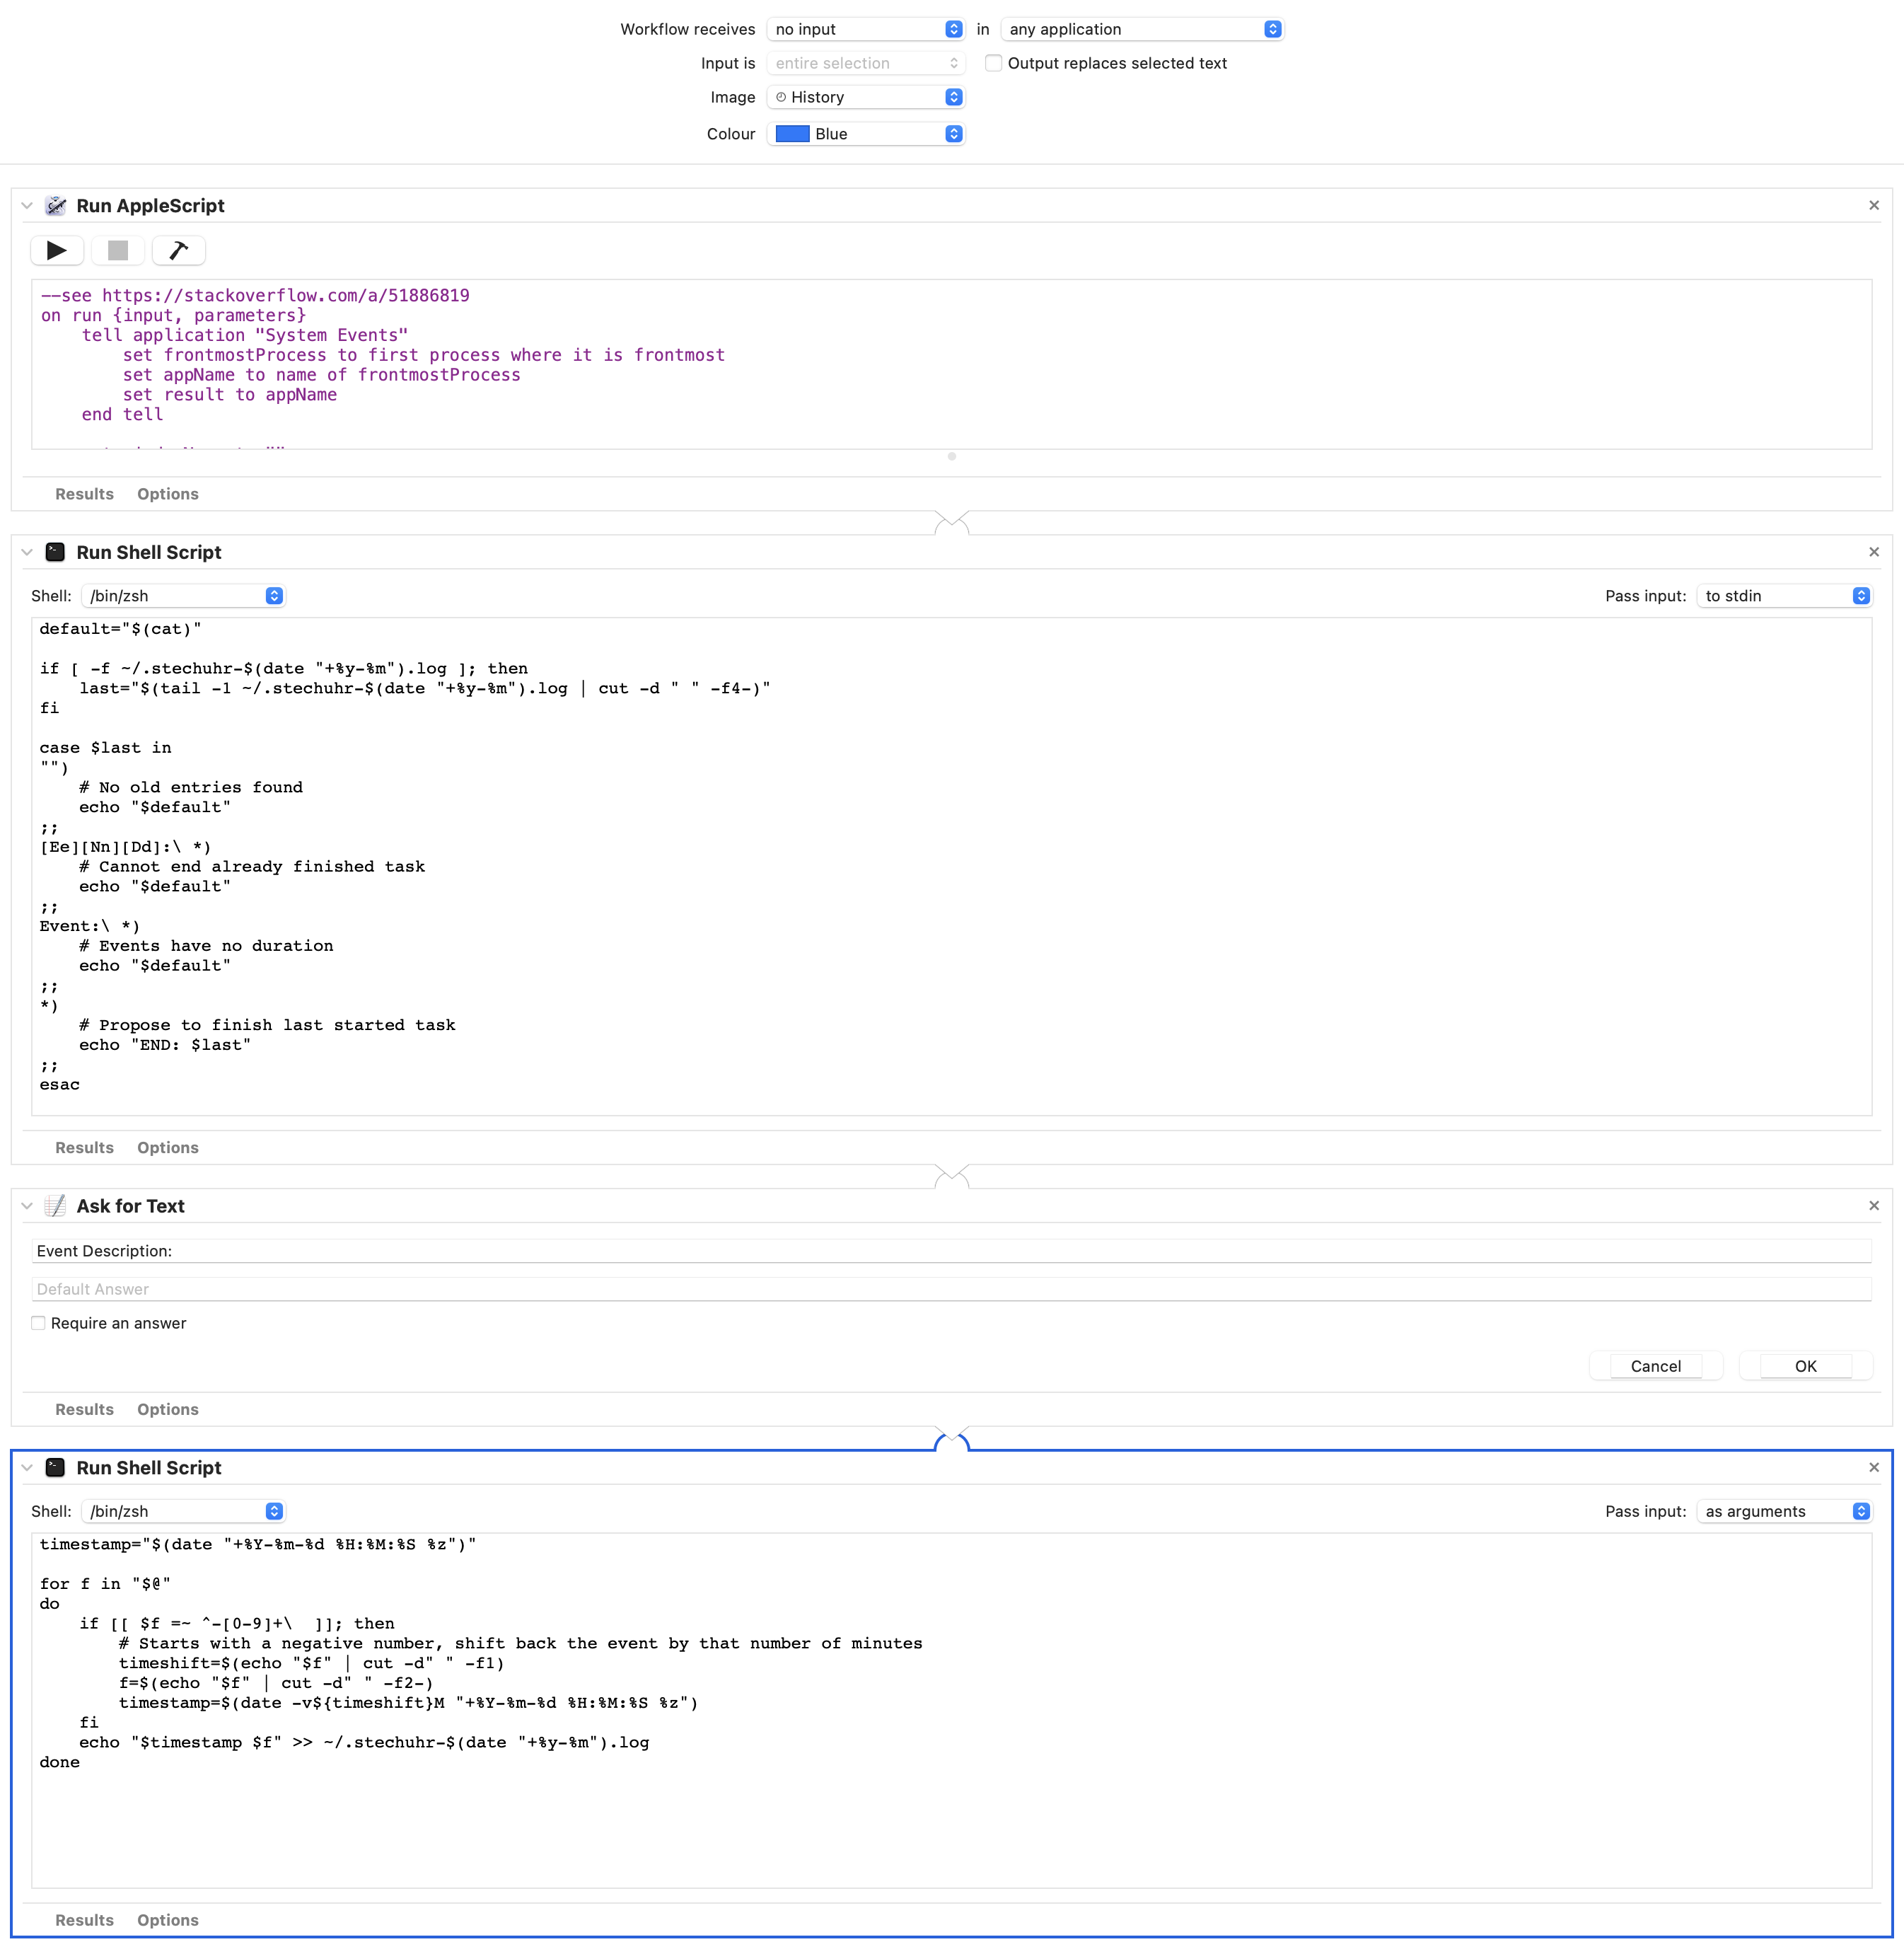 Workflow receives no input in any application
Input is entire selection Output replaces selected text
Image History
Colour Blue
Run AppleScript
--see https://stackoverflow.com/a/51886819
on run {input, parameters}
    tell application "System Events"
        set frontmostProcess to first process where it is frontmost
        set appName to name of frontmostProcess
        set result to appName
    end tell
Results Options
Run Shell Script
Shell: /bin/zsh Pass input: to stdin
default="$(cat)"
if [ -f ~/.stechuhr-$(date "+%y-%m").log ]; then
    last="$(tail -1 ~/.stechuhr-$(date "+%y-%m").log | cut -d " " -f4-)"
fi
case $last in
"")
    # No old entries found
    echo "$default"
;;
[Ee][Nn][Dd]:\ *)
    # Cannot end already finished task
    echo "$default"
;;
Event:\ *)
    # Events have no duration
    echo "$default"
;;
*)
    # Propose to finish last started task
    echo "END: $last"
;;
esac
Results Options
Ask for Text
Event Description:
Default Answer
Require an answer
Cancel OK
Results Options
Run Shell Script
Shell: /bin/zsh Pass input: as arguments
timestamp="$(date "+%Y-%m-%d %H:%M:%S %z")"
for f in "$@"
do
    if [[ $f =~ ^-[0-9]+\  ]]; then
        # Starts with a negative number, shift back the event by that number of minutes
        timeshift=$(echo "$f" | cut -d" " -f1)
        f=$(echo "$f" | cut -d" " -f2-)
        timestamp=$(date -v${timeshift}M "+%Y-%m-%d %H:%M:%S %z")
    fi
    echo "$timestamp $f" >> ~/.stechuhr-$(date "+%y-%m").log
done
Results Options